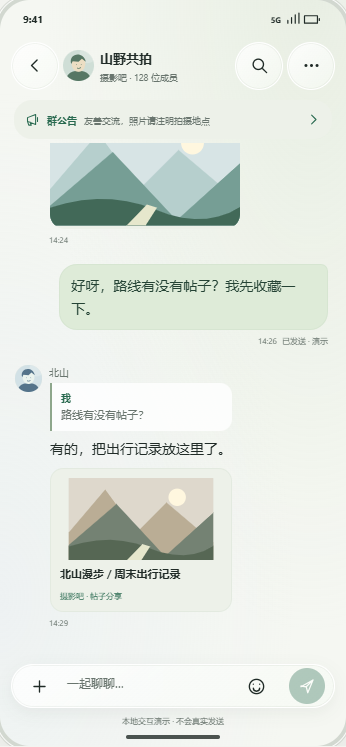 9:41
5G
山野共拍
摄影吧 · 128 位成员
群公告 友善交流，照片请注明拍摄地点
14:24
好呀，路线有没有帖子？我先收藏一
下。
14:26 已发送 · 演示
北山
我
路线有没有帖子？
有的，把出行记录放这里了。
北山漫步 / 周末出行记录
摄影吧 · 帖子分享
14:29
一起聊聊...
本地交互演示 · 不会真实发送